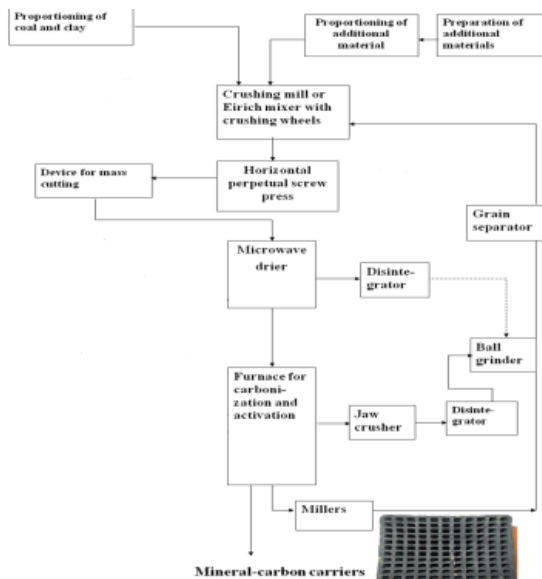 Proportioning of
coal and clay
Proportioning of
additional
material
Preparation of
additional
materials
Crushing mill or
Eirich mixer with
crushing wheels
Device for mass
cutting
Horizontal
perpetual screw
press
Grain
separator
Microwave
drier
Disinte-
grator
Ball
grinder
Furnace for
carboni-
zation and
activation
Jaw
crusher
Disinte-
grator
Millers
Mineral-carbon carriers